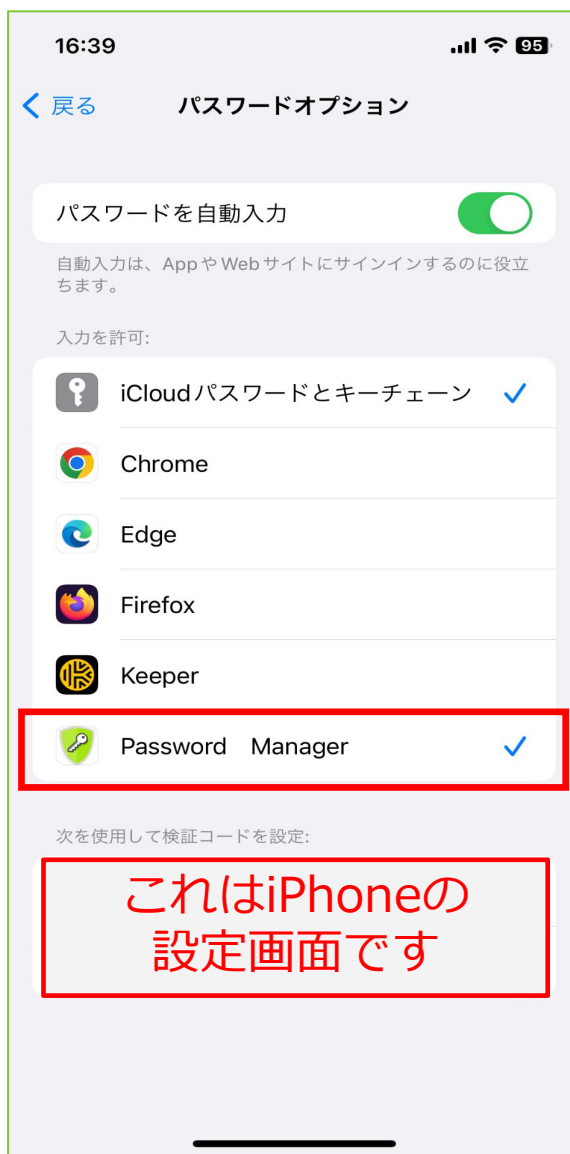 16:39
95
戻る
パスワードオプション
パスワードを自動入力
自動入力は、AppやWebサイトにサインインするのに役立
ちます。
入力を許可:
iCloudパスワードとキーチェーン
Chrome
Edge
Firefox
Keeper
Password　Manager
次を使用して検証コードを設定:
これはiPhoneの
設定画面です